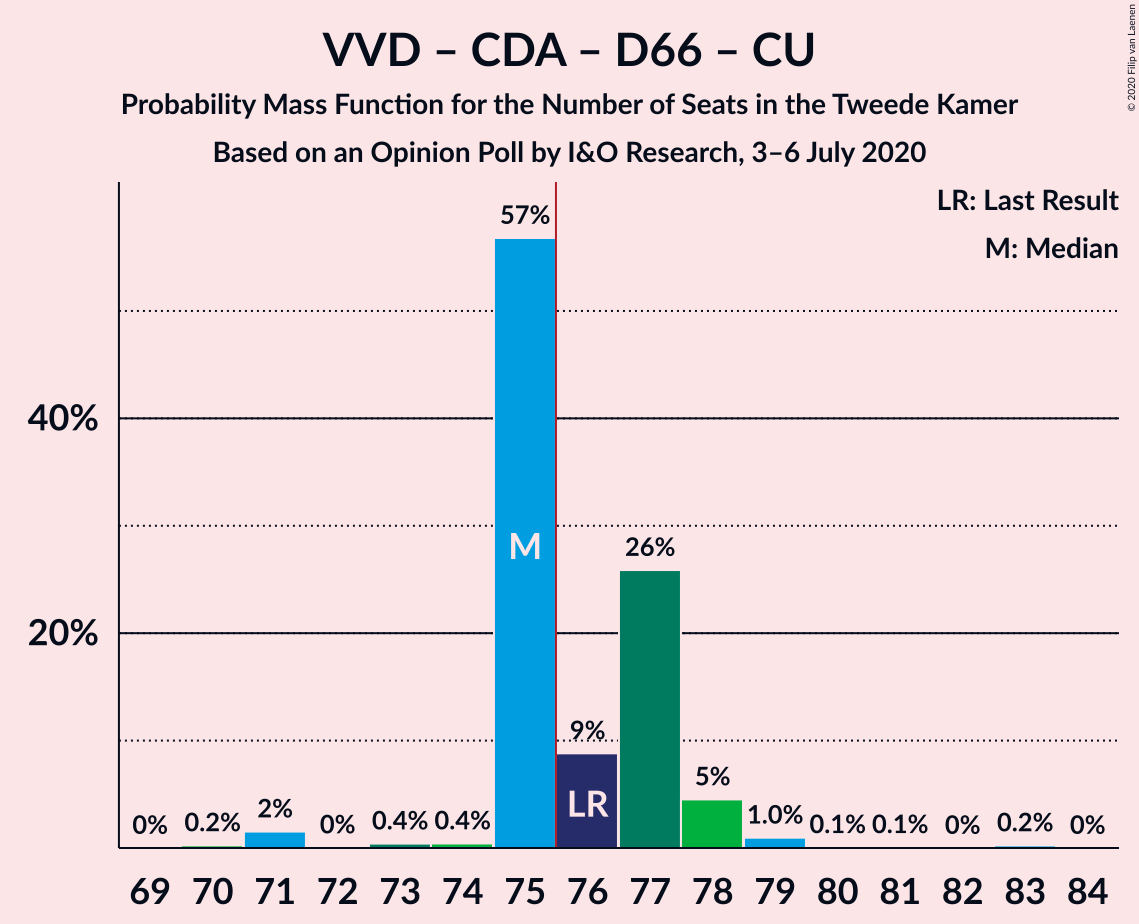 VVD – CDA – D66 – CU
Probability Mass Function for the Number of Seats in the Tweede Kamer
Based on an Opinion Poll by I&O Research, 3–6 July 2020
© 2020 Filip van Laenen
LR: Last Result
M: Median
40%
20%
0%
0.2%
2%
0%
0.4%
0.4%
57%
9%
26%
5%
1.0%
0.1%
0.1%
0%
0.2%
0%
M
LR
69 70 71 72 73 74 75 76 77 78 79 80 81 82 83 84